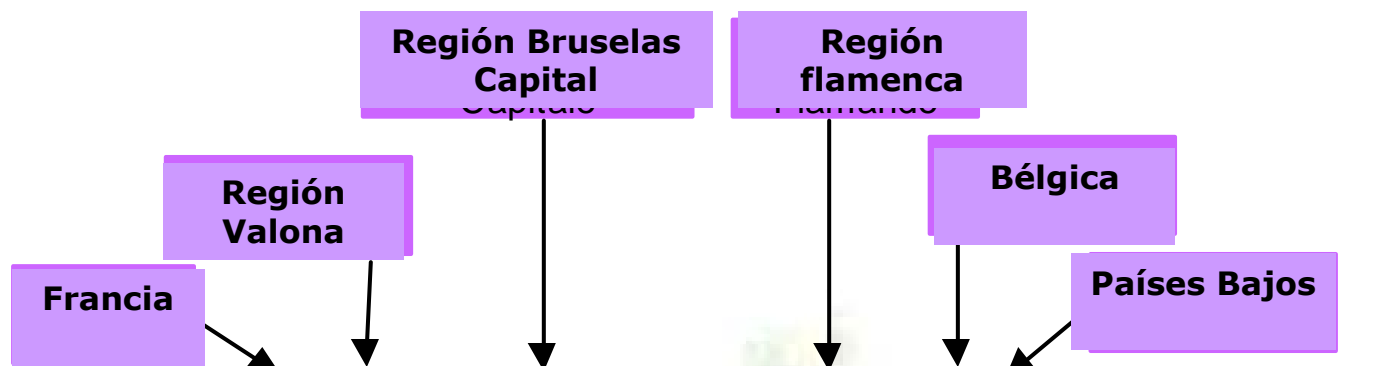 Región Bruselas
Capital
Región
flamenca
Región
Valona
Bélgica
Francia
Países Bajos